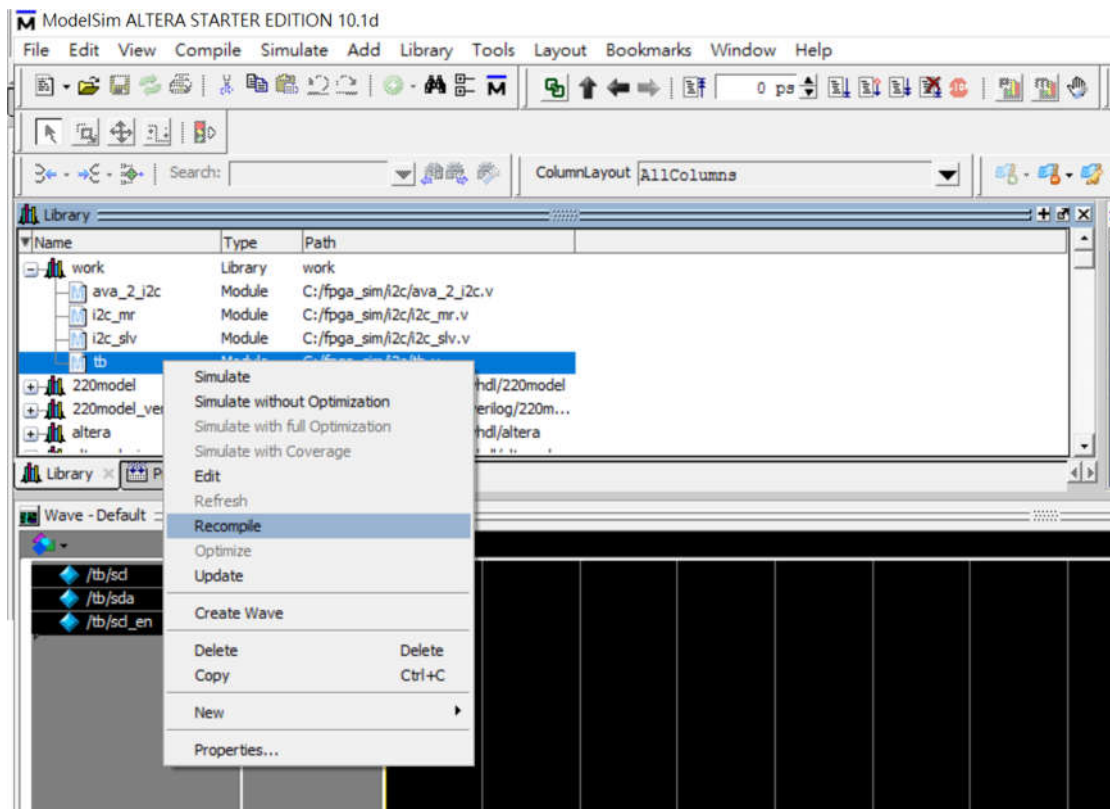 ModelSim ALTERA STARTER EDITION 10.1d
File Edit View Compile Simulate Add Library Tools Layout Bookmarks Window Help
0 ps
Search:
ColumnLayout AllColumns
Library
Name Type Path
work Library work
ava_2_i2c Module C:/fpga_sim/i2c/ava_2_i2c.v
i2c_mr Module C:/fpga_sim/i2c/i2c_mr.v
i2c_slv Module C:/fpga_sim/i2c/i2c_slv.v
tb
Simulate
220model hdl/220model
Simulate without Optimization
220model_ver erilog/220m...
Simulate with full Optimization
altera hdl/altera
Simulate with Coverage
Library P
Edit
Refresh
Wave - Default
Recompile
Optimize
/tb/scl
Update
/tb/sda
/tb/scl_en
Create Wave
Delete Delete
Copy Ctrl+C
New
Properties...